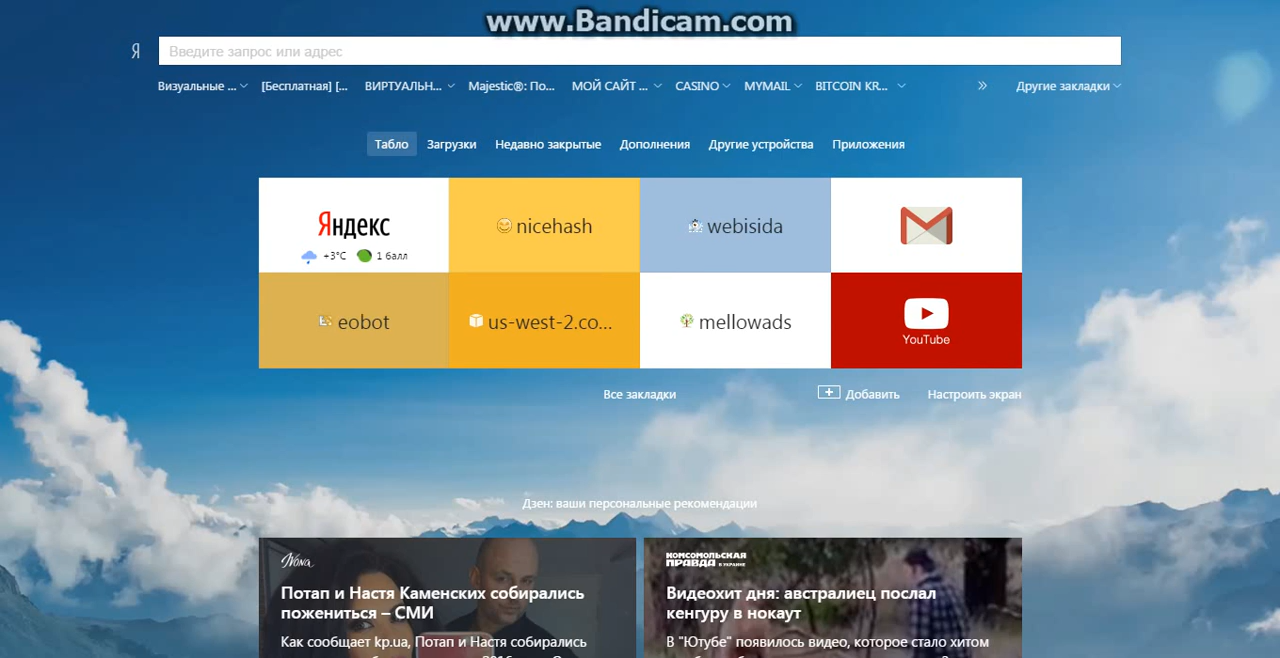 www.Bandicam.com
Я Введите запрос или адрес
Визуальные ... [Бесплатная] [... ВИРТУАЛЬН... Majestic®: По... МОЙ САЙТ ... CASINO MYMAIL BITCOIN KR... » Другие закладки
Табло Загрузки Недавно закрытые Дополнения Другие устройства Приложения
Яндекс nicehash webisida
+3°C 1 балл
eobot us-west-2.co... mellowads YouTube
Все закладки Добавить Настроить экран
Дзен: ваши персональные рекомендации
Nona
Потап и Настя Каменских собирались
пожениться – СМИ
Как сообщает kp.ua, Потап и Настя собирались
КОМСОМОЛЬСКАЯ
ПРАВДА В УКРАИНЕ
Видеохит дня: австралиец послал
кенгуру в нокаут
В "Ютубе" появилось видео, которое стало хитом